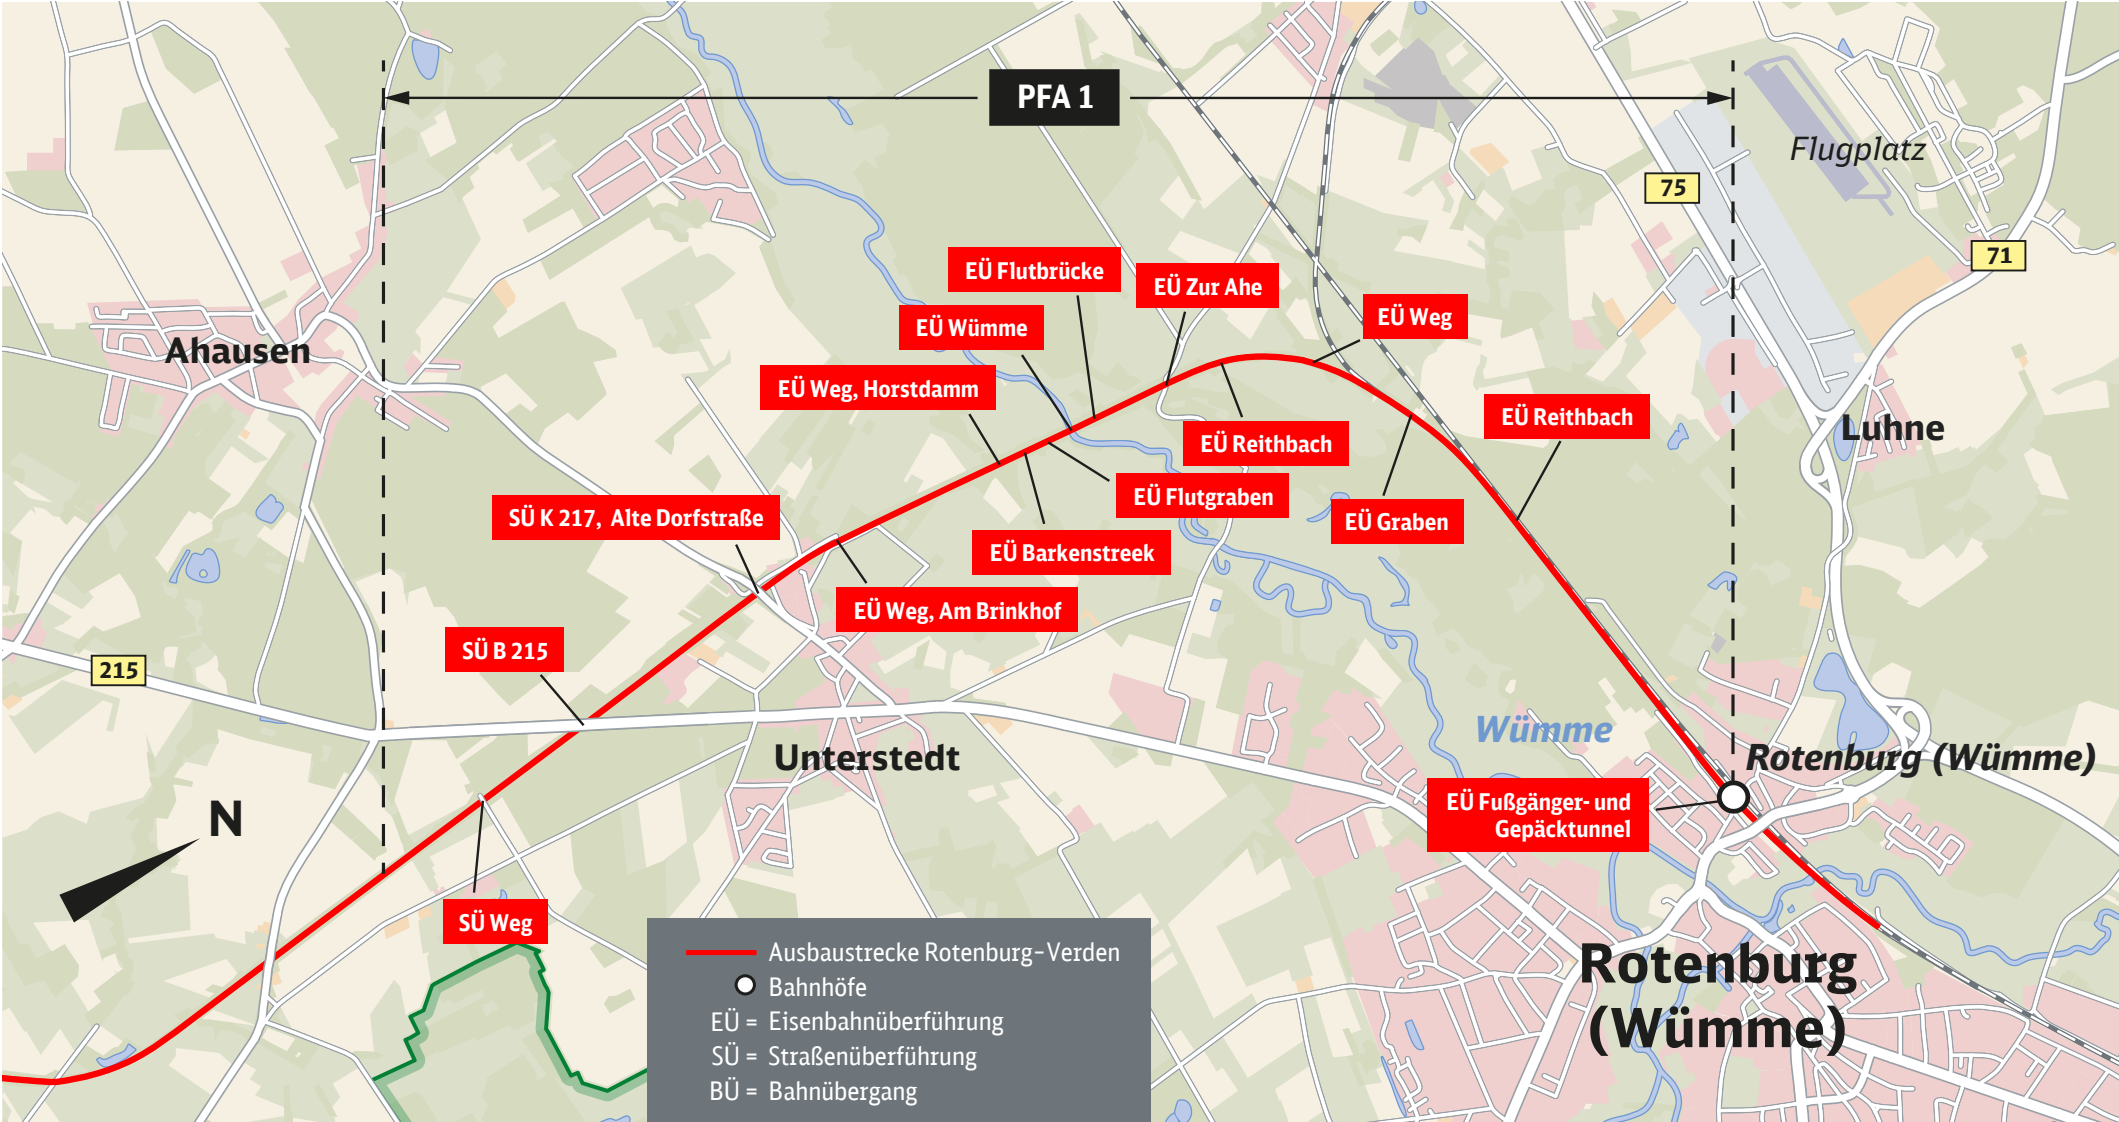 PFA 1
Flugplatz
75
71
EÜ Flutbrücke
EÜ Zur Ahe
EÜ Wümme
EÜ Weg
Ahausen
EÜ Weg, Horstdamm
EÜ Reithbach
Luhne
EÜ Reithbach
EÜ Flutgraben
SÜ K 217, Alte Dorfstraße
EÜ Graben
EÜ Barkenstreek
EÜ Weg, Am Brinkhof
SÜ B 215
215
Wümme
Unterstedt
Rotenburg (Wümme)
EÜ Fußgänger- und
Gepäcktunnel
N
SÜ Weg
Rotenburg
(Wümme)
Ausbaustrecke Rotenburg–Verden
Bahnhöfe
EÜ = Eisenbahnüberführung
SÜ = Straßenüberführung
BÜ = Bahnübergang